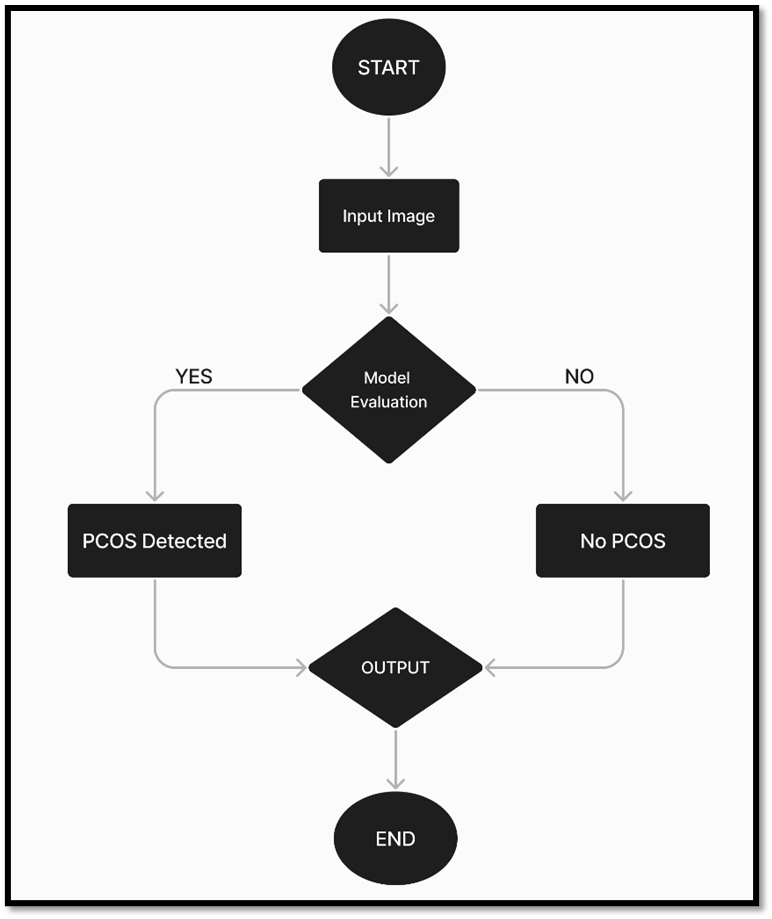 START
Input Image
Model
Evaluation
YES
NO
PCOS Detected
No PCOS
OUTPUT
END